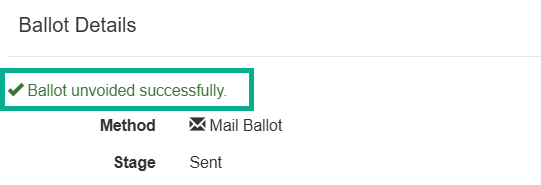 Ballot Details
Ballot unvoided successfully.
Method Mail Ballot
Stage Sent